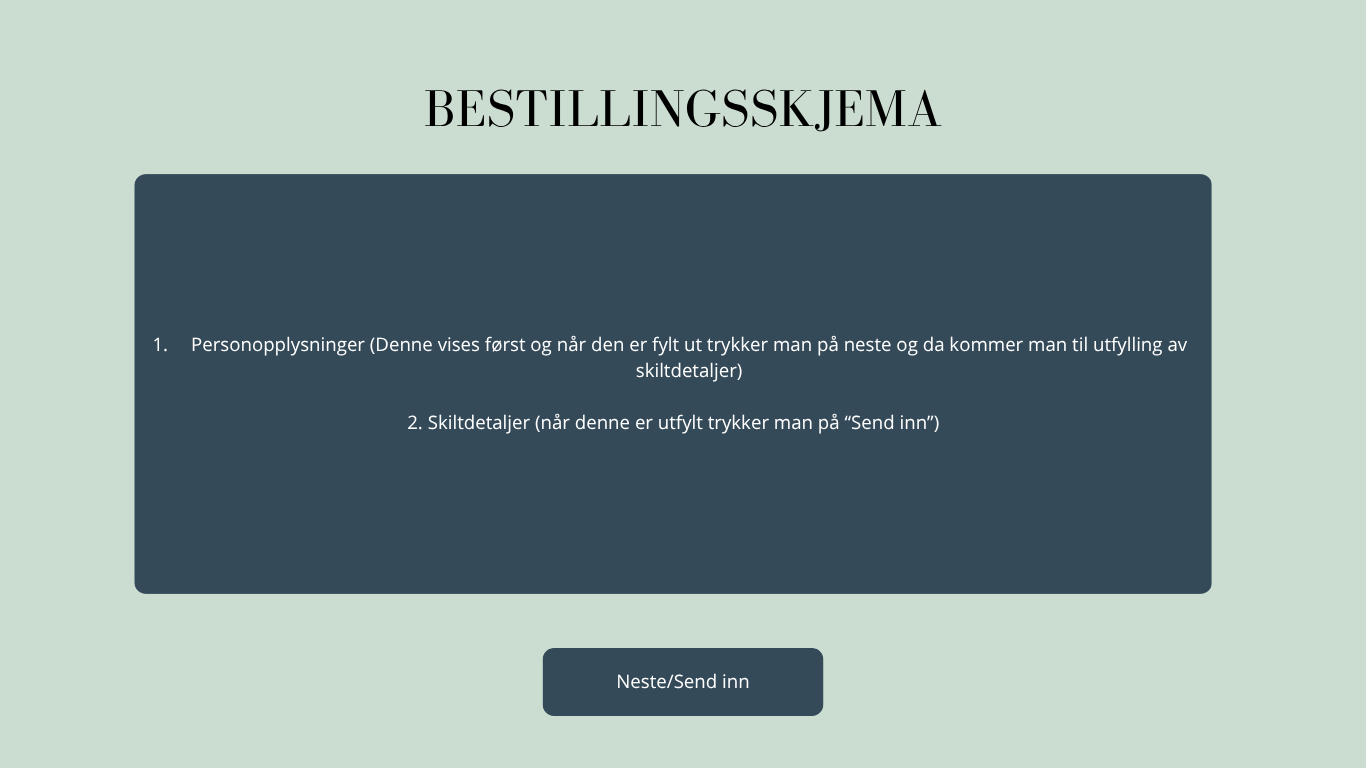 BESTILLINGSSKJEMA
1. Personopplysninger (Denne vises først og når den er fylt ut trykker man på neste og da kommer man til utfylling av
skiltdetaljer)
2. Skiltdetaljer (når denne er utfylt trykker man på “Send inn”)
Neste/Send inn